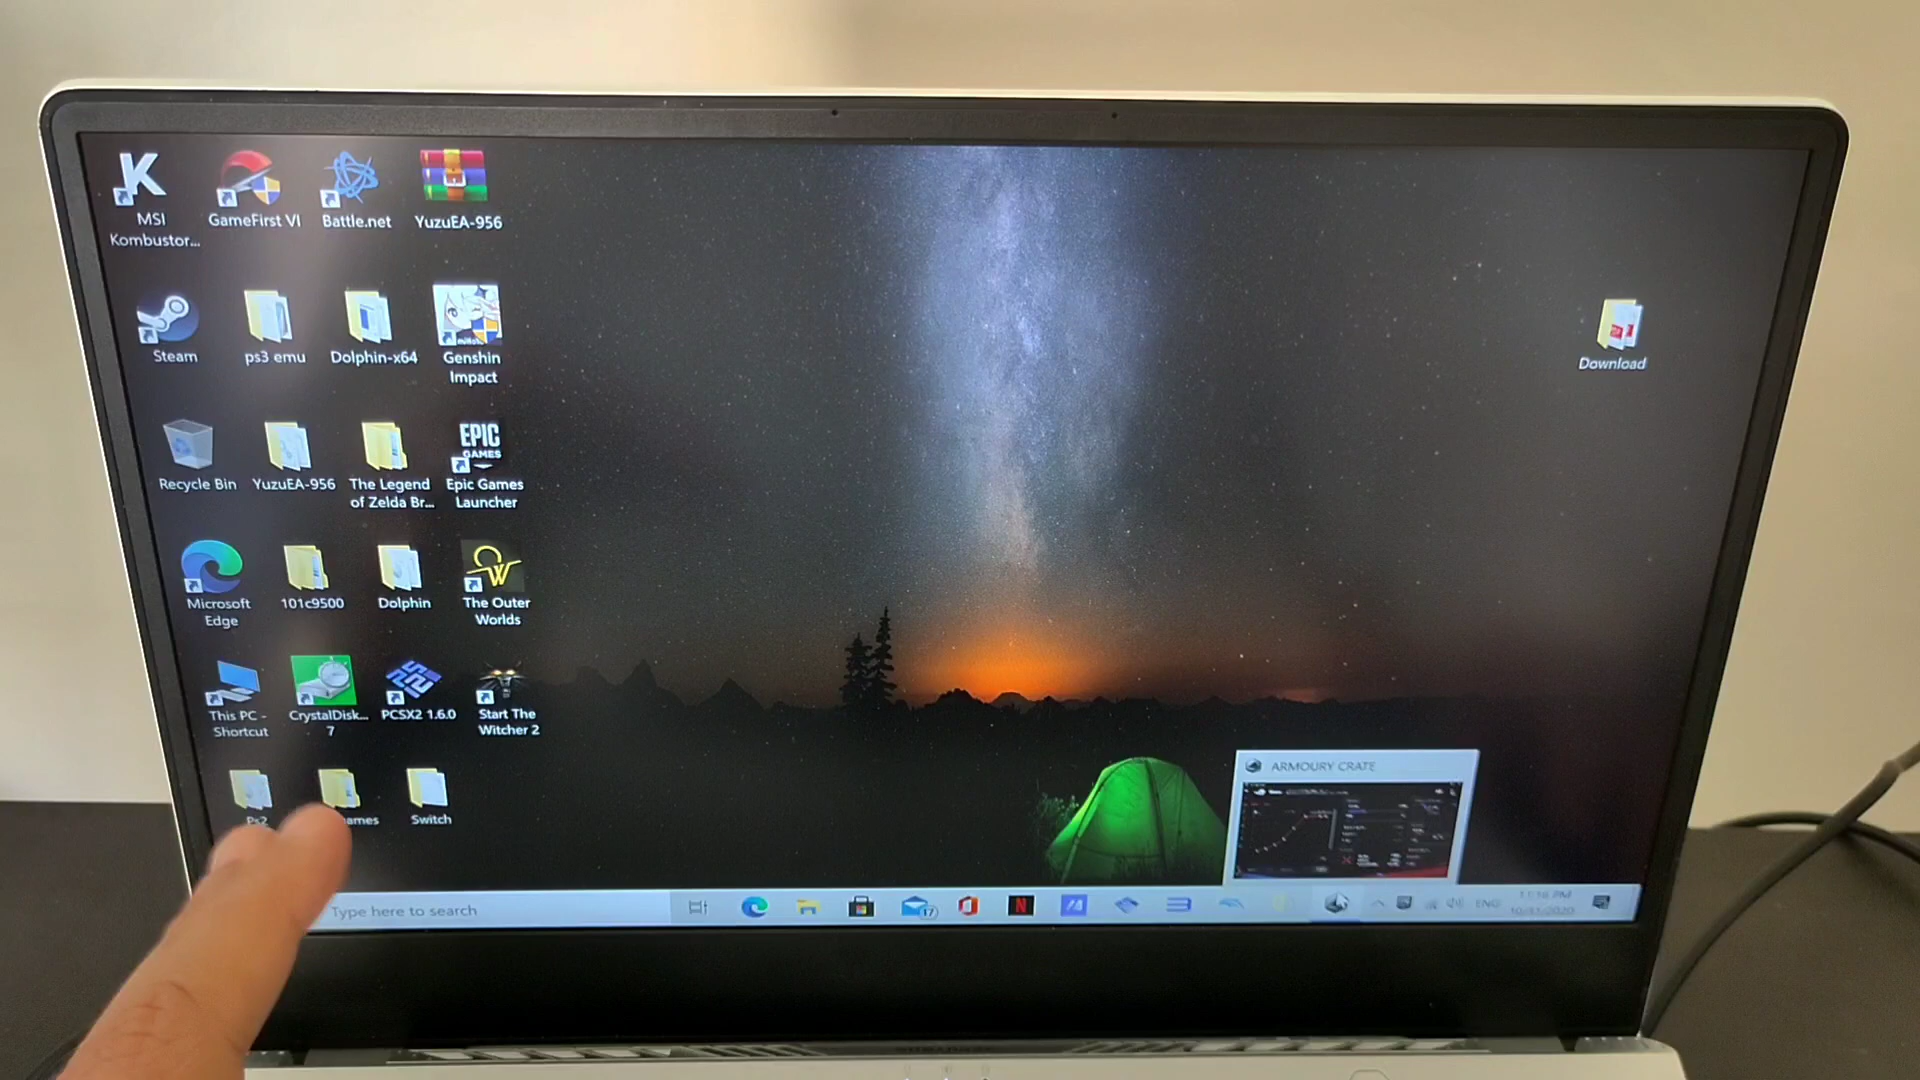 MSI
Kombustor...
GameFirst VI
Battle.net
YuzuEA-956
Steam
ps3 emu
Dolphin-x64
Genshin
Impact
Download
Recycle Bin
YuzuEA-956
The Legend
of Zelda Br...
EPIC
GAMES
Epic Games
Launcher
Microsoft
Edge
101c9500
Dolphin
The Outer
Worlds
This PC -
Shortcut
CrystalDisk...
7
PCSX2 1.6.0
Start The
Witcher 2
Ps2
ames
Switch
ARMOURY CRATE
Type here to search
17
ENG